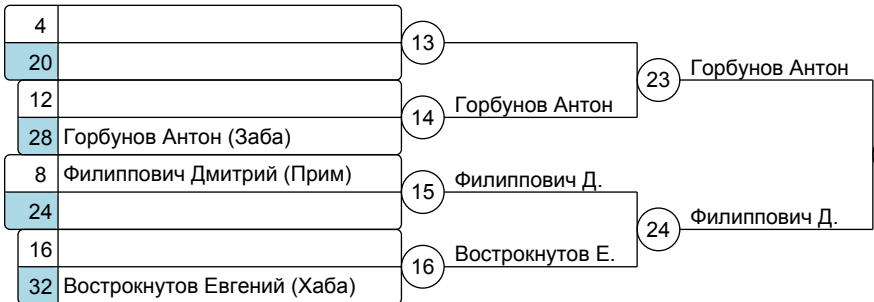 4
20
13
12
28 Горбунов Антон (Заба)
14
Горбунов Антон
23
Горбунов Антон
8 Филиппович Дмитрий (Прим)
24
15
Филиппович Д.
16
32 Вострокнутов Евгений (Хаба)
16
Вострокнутов Е.
24
Филиппович Д.